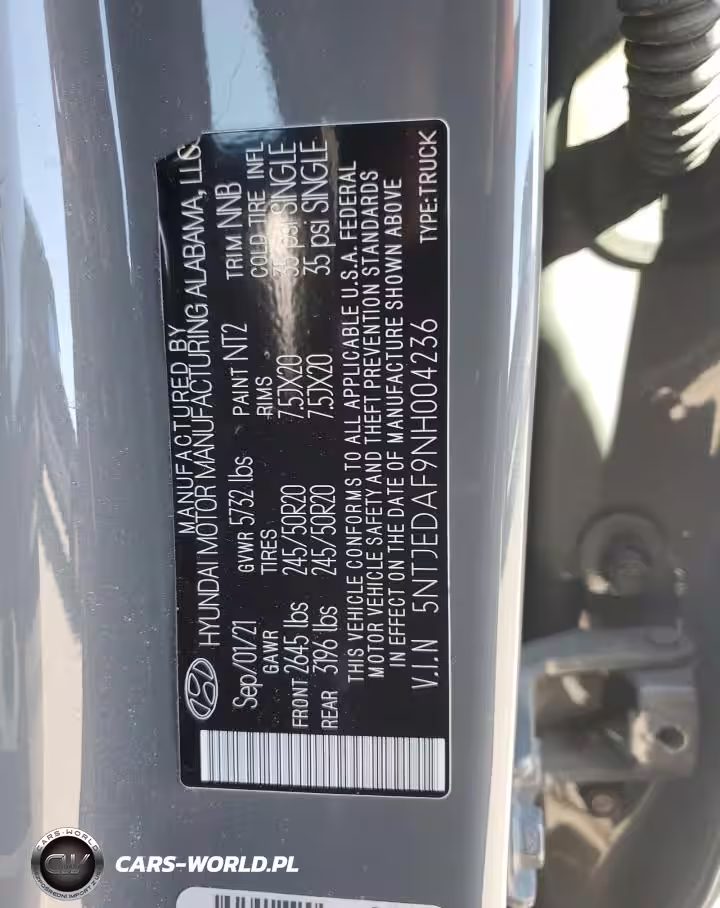 MANUFACTURED BY
HYUNDAI MOTOR MANUFACTURING ALABAMA, LLC.
Sep/01/21 GVWR 5732 lbs PAINT NT2 TRIM NNB
GAWR TIRES RIMS COLD TIRE INFL
FRONT 2645 lbs 245/50R20 7.5JX20 35 psi SINGLE
REAR 3196 lbs 245/50R20 7.5JX20 35 psi SINGLE
THIS VEHICLE CONFORMS TO ALL APPLICABLE U.S.A. FEDERAL
MOTOR VEHICLE SAFETY AND THEFT PREVENTION STANDARDS
IN EFFECT ON THE DATE OF MANUFACTURE SHOWN ABOVE
V.I.N 5NTJEDAF9NH004236 TYPE:TRUCK
CARS-WORLD
CW
CARS-WORLD.PL